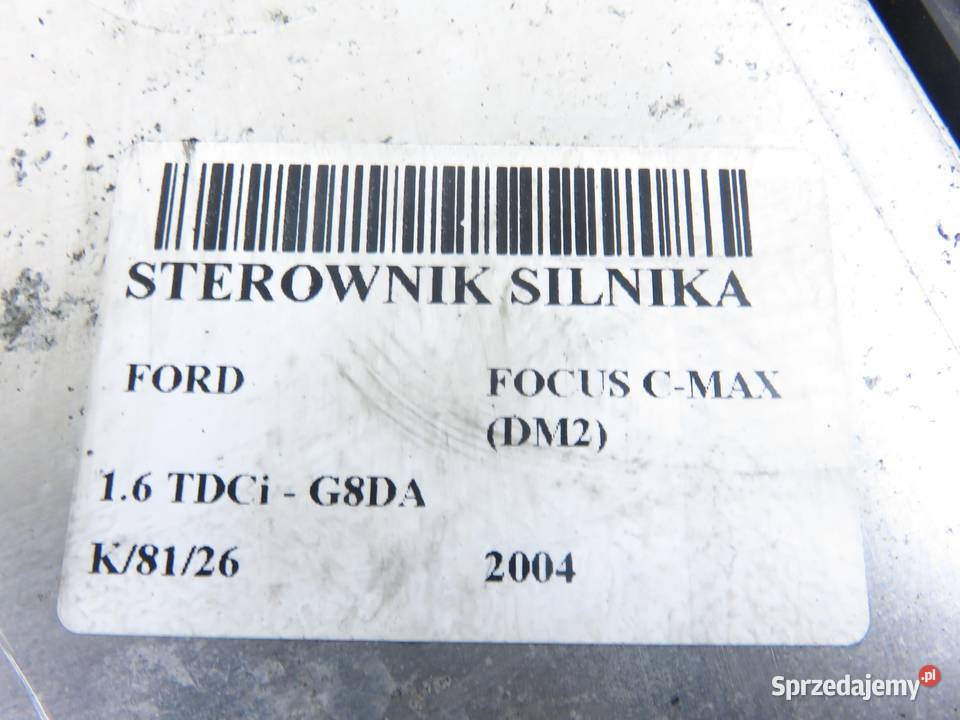 STEROWNIK SILNIKA
FORD FOCUS C-MAX
(DM2)
1.6 TDCi - G8DA
K/81/26 2004
Sprzedajemy.pl